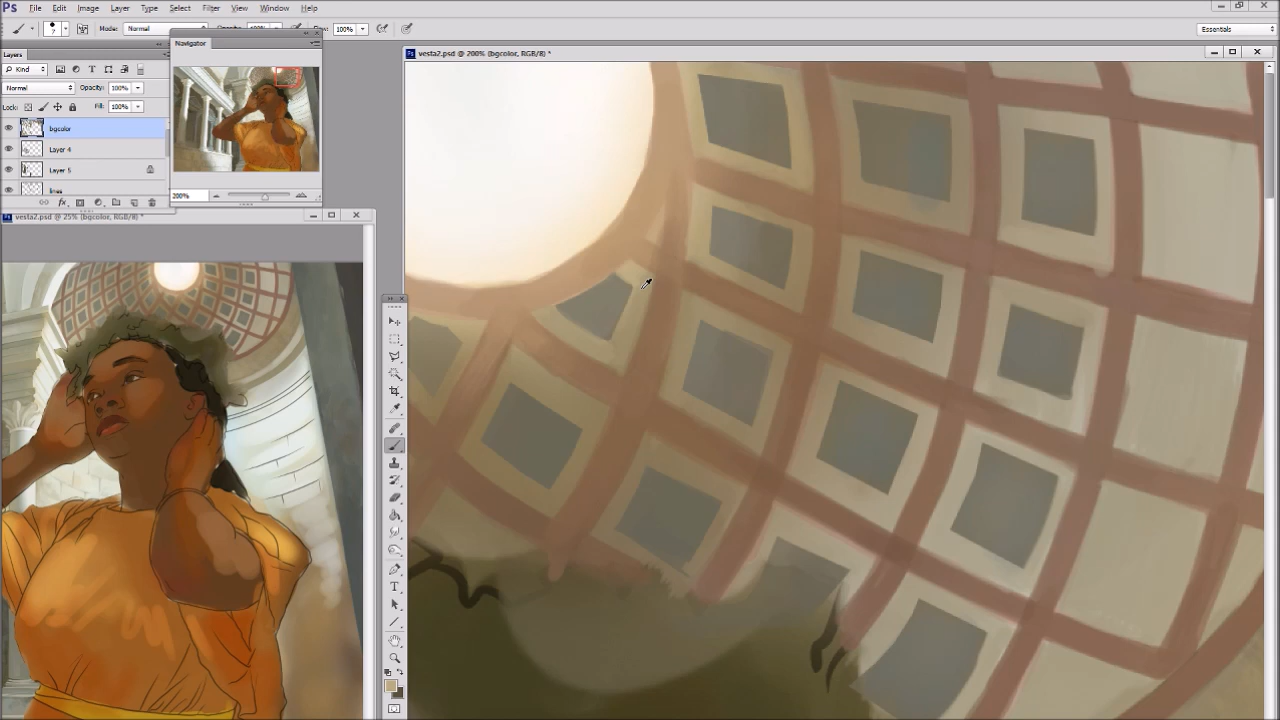 Ps File Edit Image Layer Type Select Filter View Window Help
7 Mode: Normal 100%
Essentials
Navigator
Layers
Kind
Normal Opacity: 100%
Lock: Fill: 100%
bgcolor
Layer 4
Layer 5
lines
200%
vesta2.psd @ 25% (bgcolor, RGB/8) *
vesta2.psd @ 200% (bgcolor, RGB/8) *